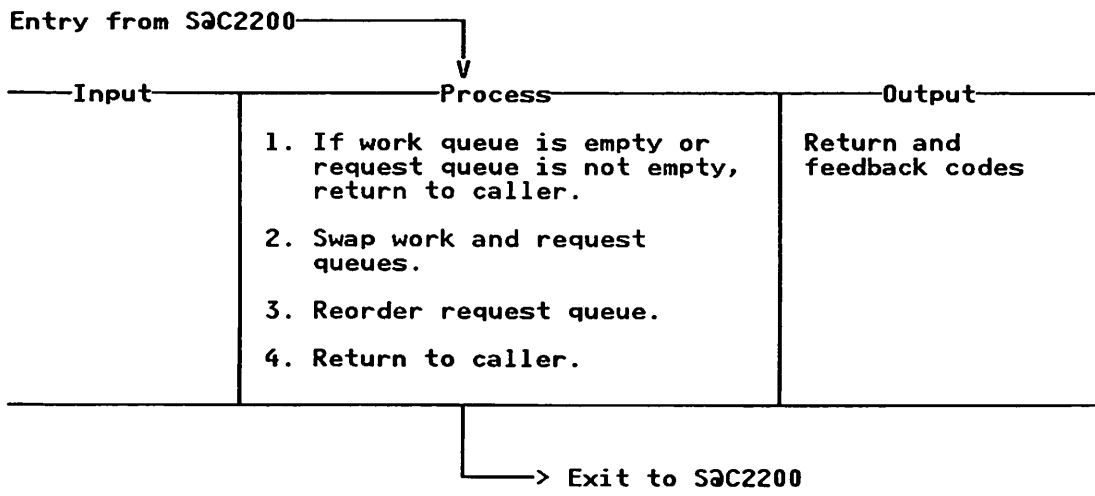 Entry from S∂C2200
V
Input
Process
Output
1. If work queue is empty or
request queue is not empty,
return to caller.
2. Swap work and request
queues.
3. Reorder request queue.
4. Return to caller.
Return and
feedback codes
> Exit to S∂C2200